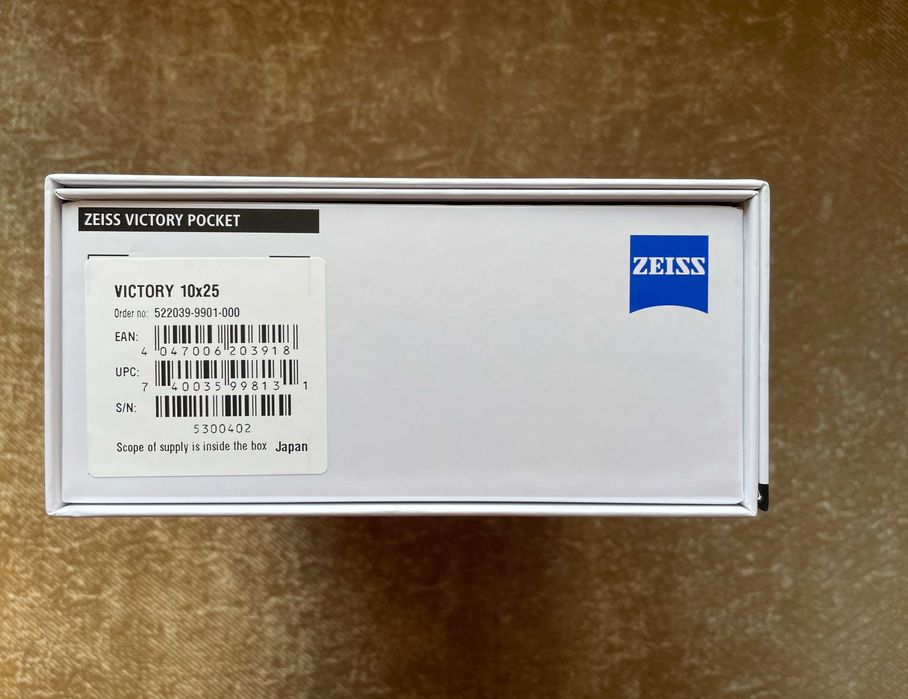 ZEISS VICTORY POCKET
ZEISS
VICTORY 10x25
Order no: 522039-9901-000
EAN:
4 047006 203918
UPC:
7 40035 99813 1
S/N:
5300402
Scope of supply is inside the box Japan